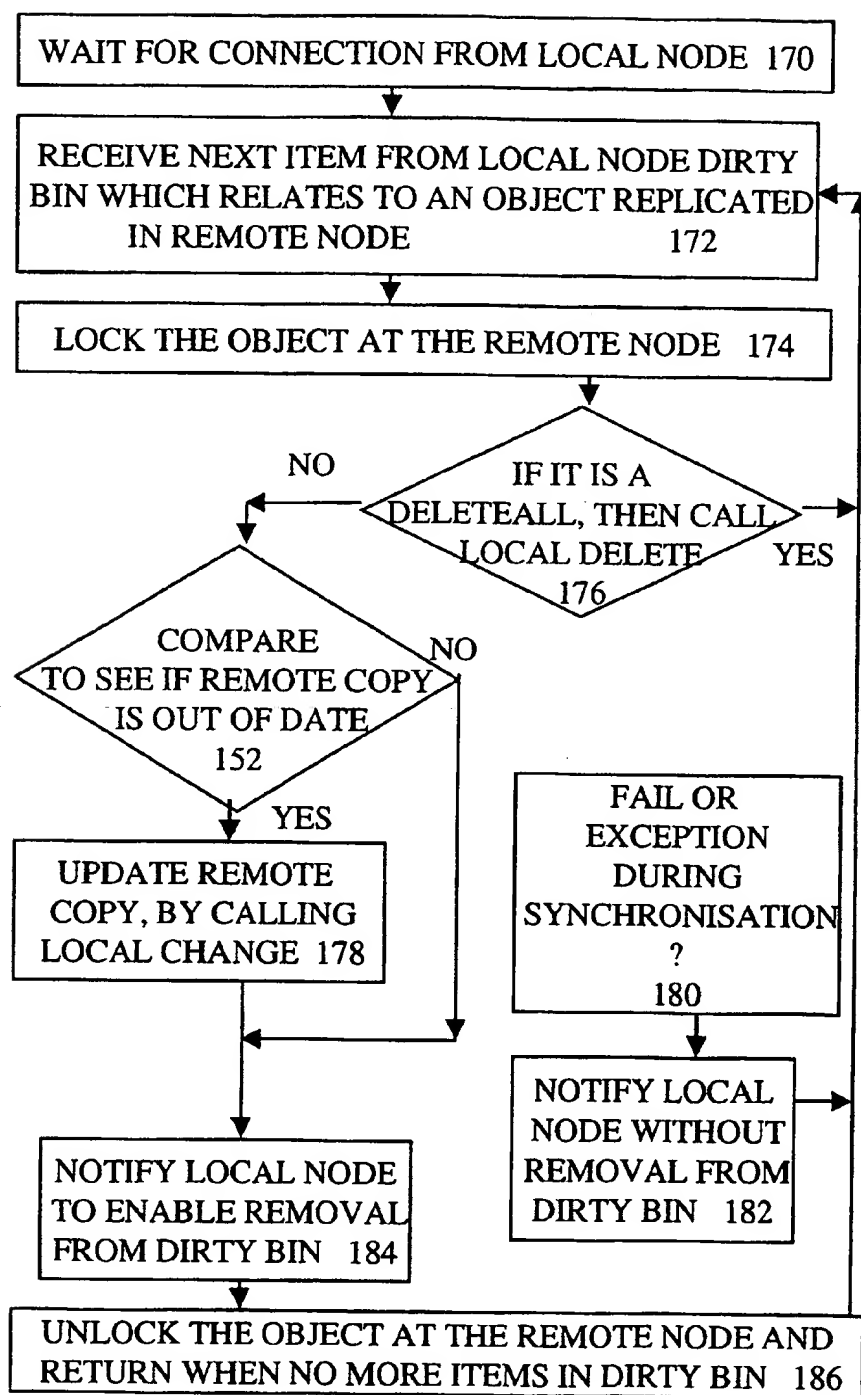 WAIT FOR CONNECTION FROM LOCAL NODE 170
RECEIVE NEXT ITEM FROM LOCAL NODE DIRTY
BIN WHICH RELATES TO AN OBJECT REPLICATED
IN REMOTE NODE 172
LOCK THE OBJECT AT THE REMOTE NODE 174
NO
IF IT IS A
DELETEALL, THEN CALL
LOCAL DELETE
176
YES
COMPARE
TO SEE IF REMOTE COPY
IS OUT OF DATE
152
NO
YES
UPDATE REMOTE
COPY, BY CALLING
LOCAL CHANGE 178
FAIL OR
EXCEPTION
DURING
SYNCHRONISATION
?
180
NOTIFY LOCAL
NODE WITHOUT
REMOVAL FROM
DIRTY BIN 182
NOTIFY LOCAL NODE
TO ENABLE REMOVAL
FROM DIRTY BIN 184
UNLOCK THE OBJECT AT THE REMOTE NODE AND
RETURN WHEN NO MORE ITEMS IN DIRTY BIN 186